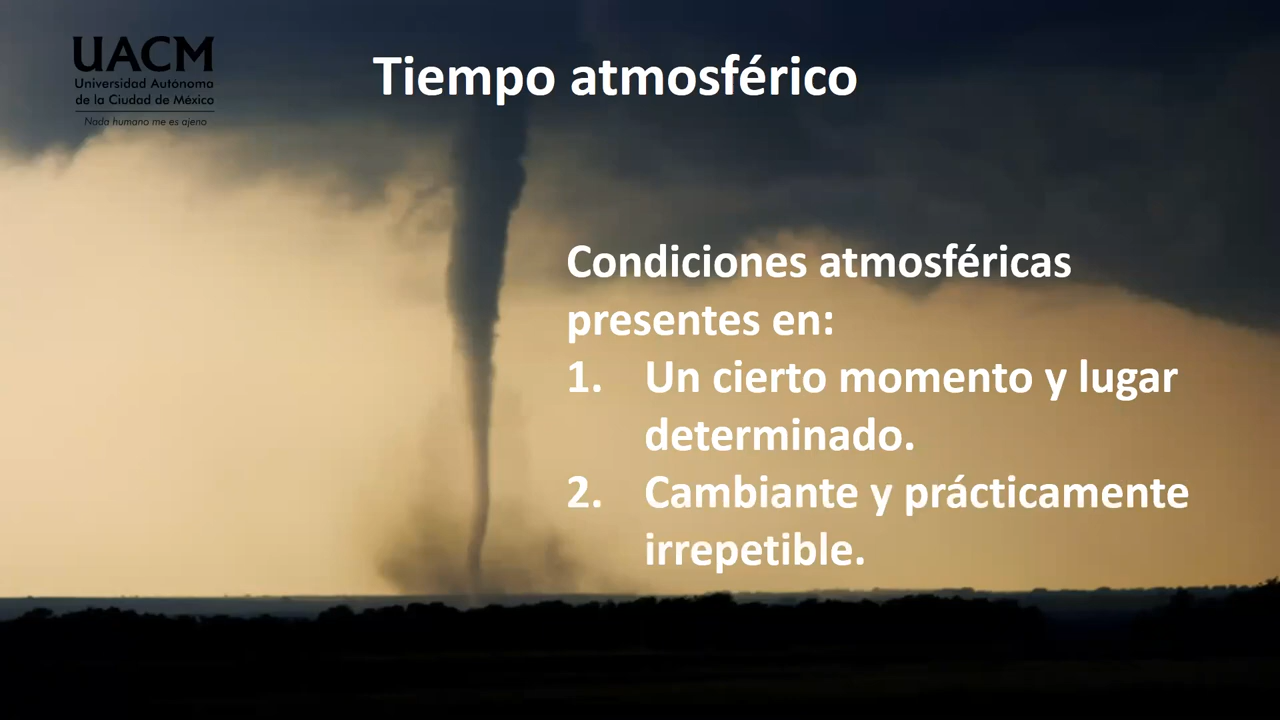 UACM
Universidad Autónoma
de la Ciudad de México
Nada humano me es ajeno
Tiempo atmosférico
Condiciones atmosféricas
presentes en:
1. Un cierto momento y lugar
determinado.
2. Cambiante y prácticamente
irrepetible.